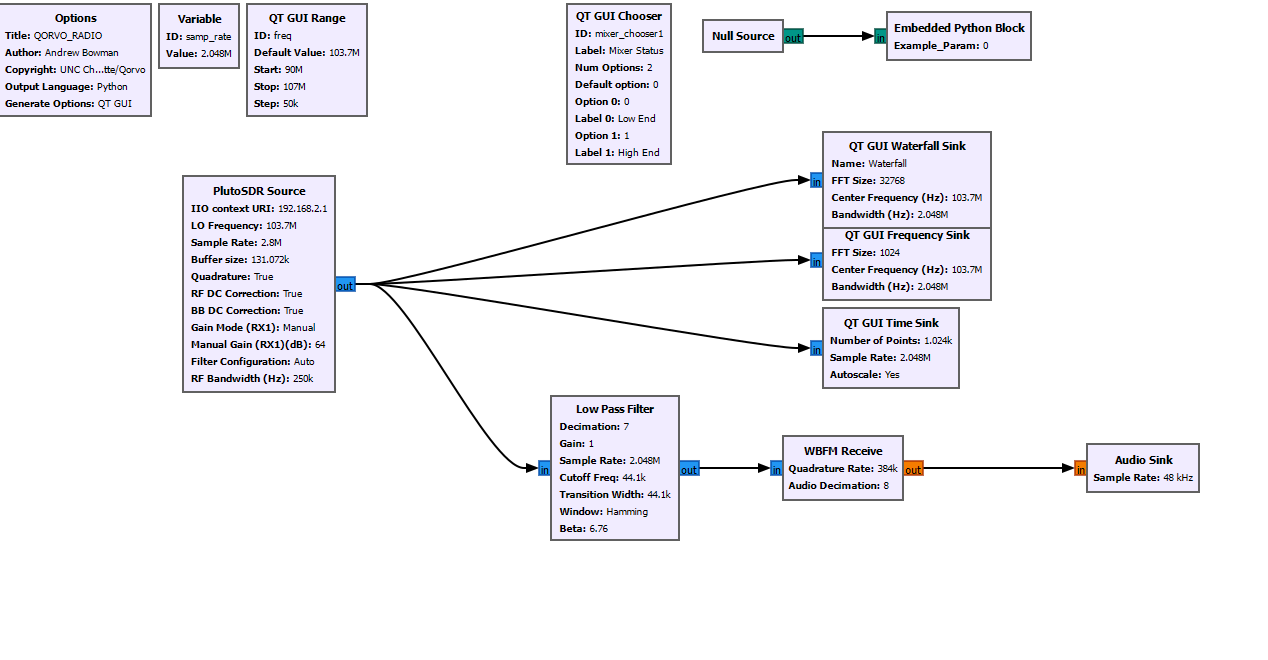 Options
Title: QORVO_RADIO
Author: Andrew Bowman
Copyright: UNC Ch...tte/Qorvo
Output Language: Python
Generate Options: QT GUI
Variable
ID: samp_rate
Value: 2.048M
QT GUI Range
ID: freq
Default Value: 103.7M
Start: 90M
Stop: 107M
Step: 50k
QT GUI Chooser
ID: mixer_chooser1
Label: Mixer Status
Num Options: 2
Default option: 0
Option 0: 0
Label 0: Low End
Option 1: 1
Label 1: High End
Null Source
out
in
Embedded Python Block
Example_Param: 0
PlutoSDR Source
IIO context URI: 192.168.2.1
LO Frequency: 103.7M
Sample Rate: 2.8M
Buffer size: 131.072k
Quadrature: True
RF DC Correction: True
BB DC Correction: True
Gain Mode (RX1): Manual
Manual Gain (RX1)(dB): 64
Filter Configuration: Auto
RF Bandwidth (Hz): 250k
out
in
QT GUI Waterfall Sink
Name: Waterfall
FFT Size: 32768
Center Frequency (Hz): 103.7M
Bandwidth (Hz): 2.048M
in
QT GUI Frequency Sink
FFT Size: 1024
Center Frequency (Hz): 103.7M
Bandwidth (Hz): 2.048M
in
QT GUI Time Sink
Number of Points: 1.024k
Sample Rate: 2.048M
Autoscale: Yes
in
Low Pass Filter
Decimation: 7
Gain: 1
Sample Rate: 2.048M
Cutoff Freq: 44.1k
Transition Width: 44.1k
Window: Hamming
Beta: 6.76
out
in
WBFM Receive
Quadrature Rate: 384k
Audio Decimation: 8
out
in
Audio Sink
Sample Rate: 48 kHz